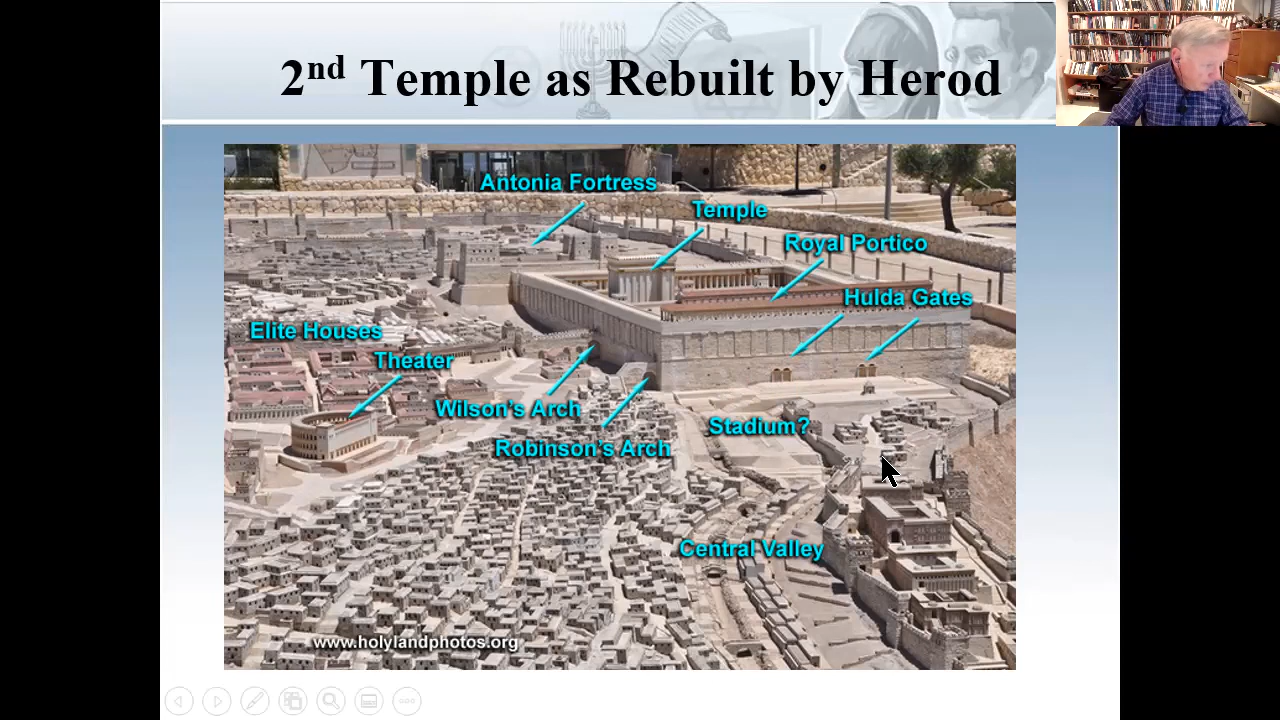 2nd Temple as Rebuilt by Herod
Antonia Fortress
Temple
Royal Portico
Hulda Gates
Elite Houses
Theater
Wilson's Arch
Robinson's Arch
Stadium?
Central Valley
www.holylandphotos.org